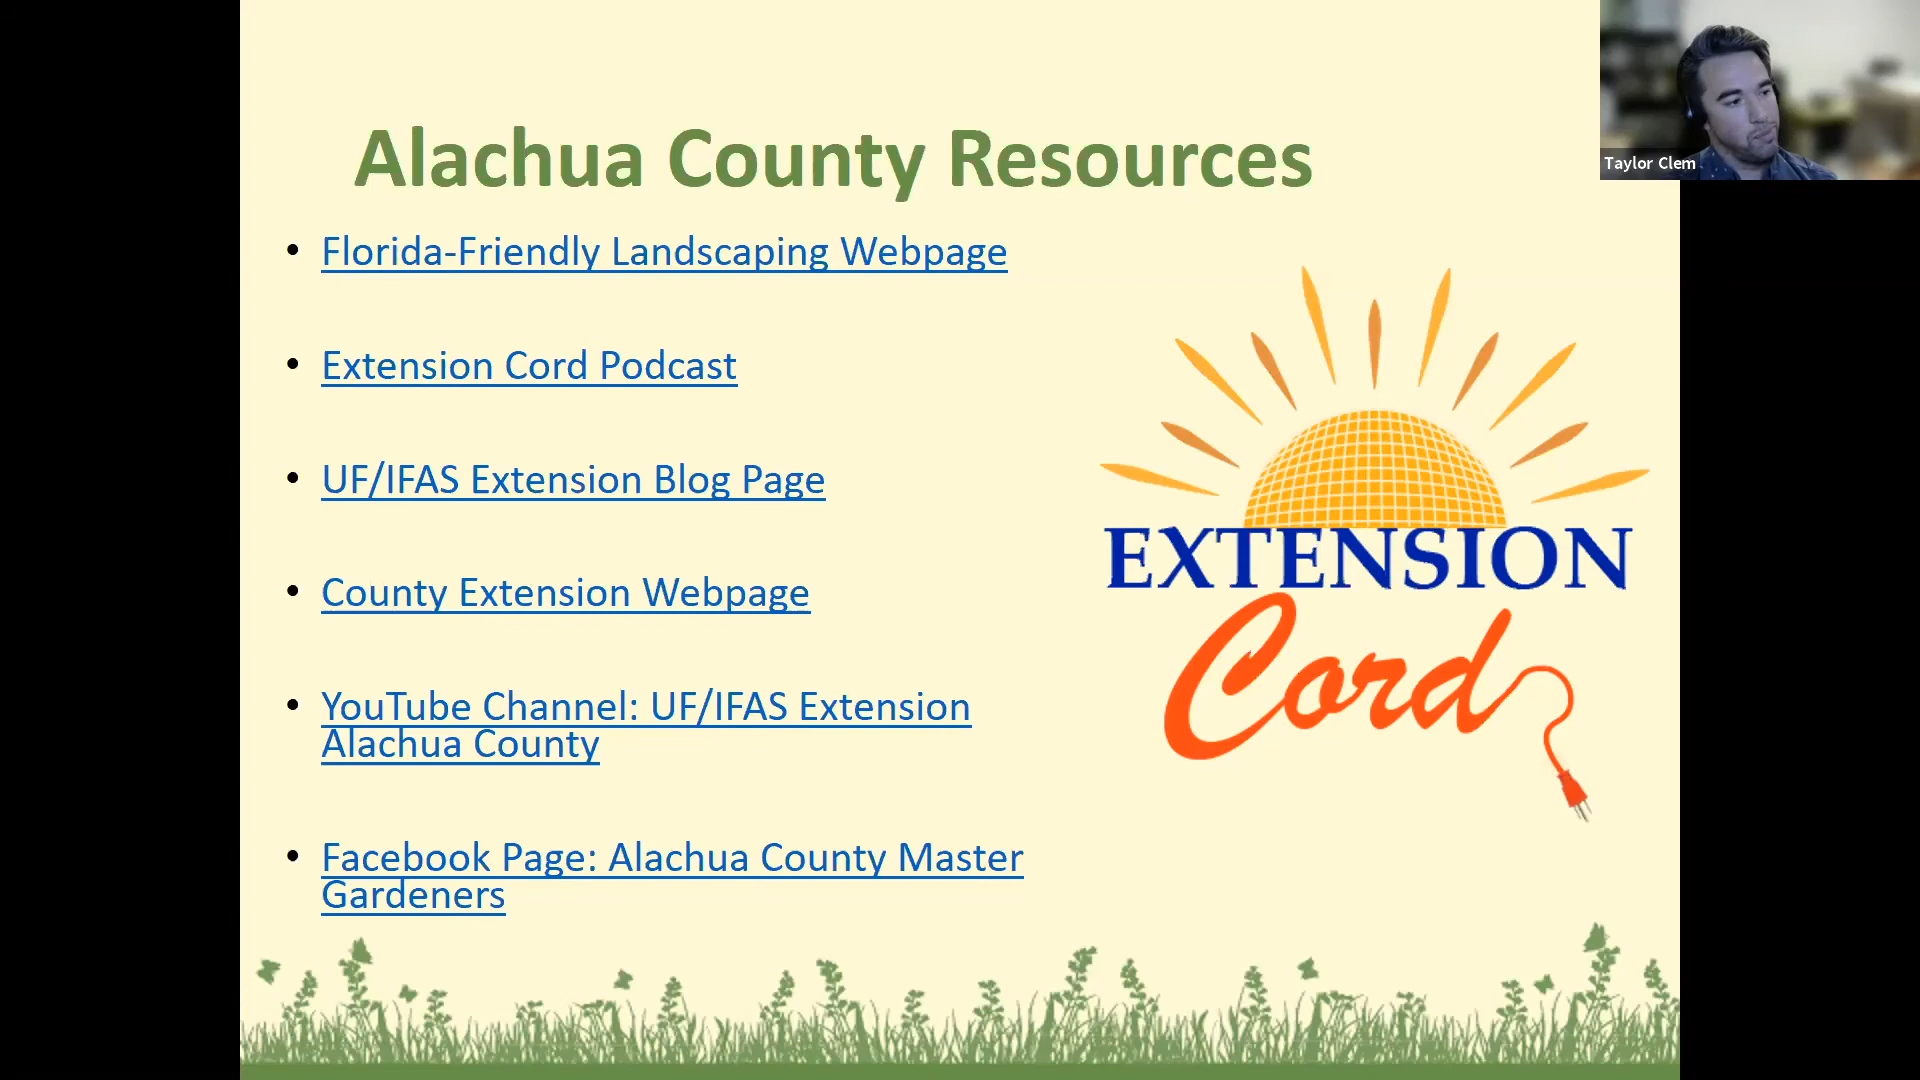 Alachua County Resources
Taylor Clem
• Florida-Friendly Landscaping Webpage
• Extension Cord Podcast
• UF/IFAS Extension Blog Page
• County Extension Webpage
• YouTube Channel: UF/IFAS Extension
Alachua County
• Facebook Page: Alachua County Master
Gardeners
EXTENSION
Cord